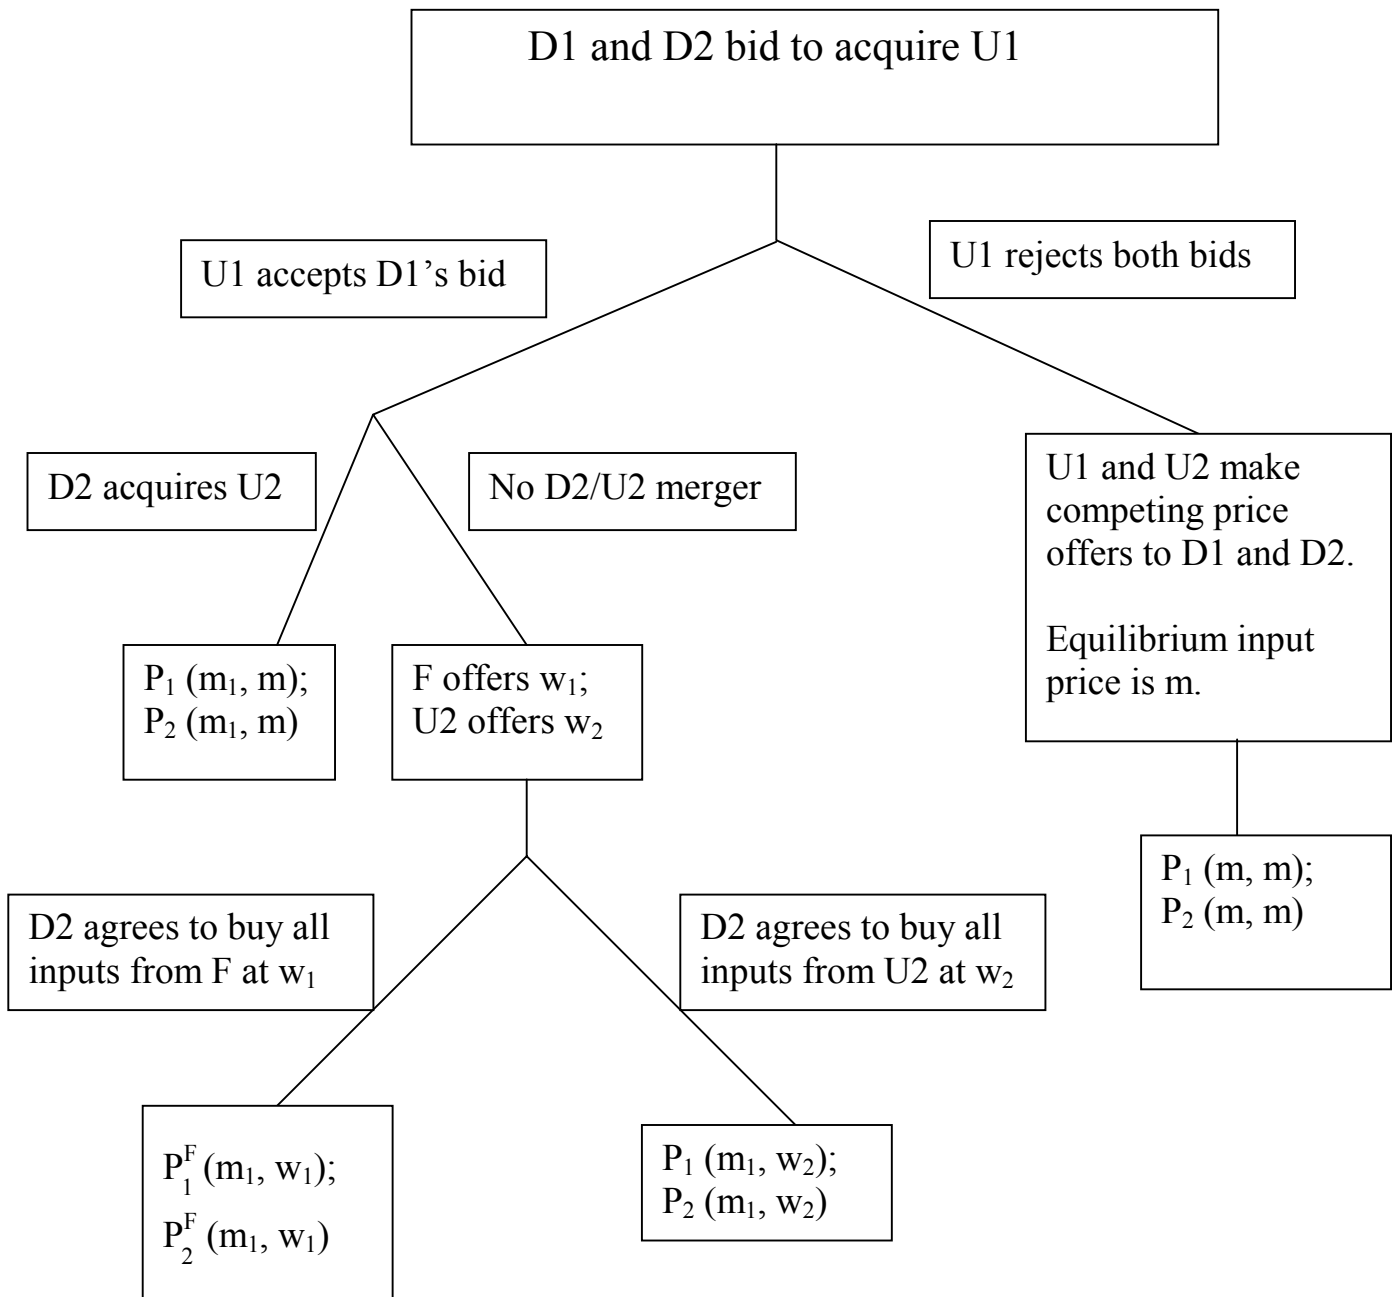 D1 and D2 bid to acquire U1
U1 accepts D1’s bid
U1 rejects both bids
D2 acquires U2
No D2/U2 merger
U1 and U2 make
competing price
offers to D1 and D2.
Equilibrium input
price is m.
P₁ (m₁, m);
P₂ (m₁, m)
F offers w₁;
U2 offers w₂
P₁ (m, m);
P₂ (m, m)
D2 agrees to buy all
inputs from F at w₁
D2 agrees to buy all
inputs from U2 at w₂
P₁ᶠ (m₁, w₁);
P₂ᶠ (m₁, w₁)
P₁ (m₁, w₂);
P₂ (m₁, w₂)